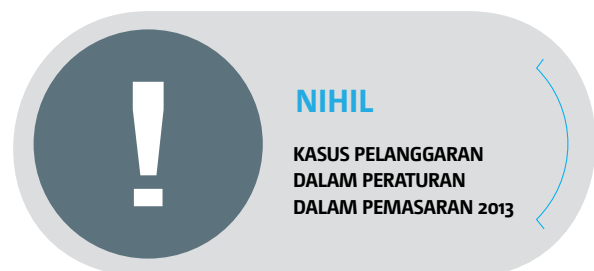 !
NIHIL
KASUS PELANGGARAN
DALAM PERATURAN
DALAM PEMASARAN 2013